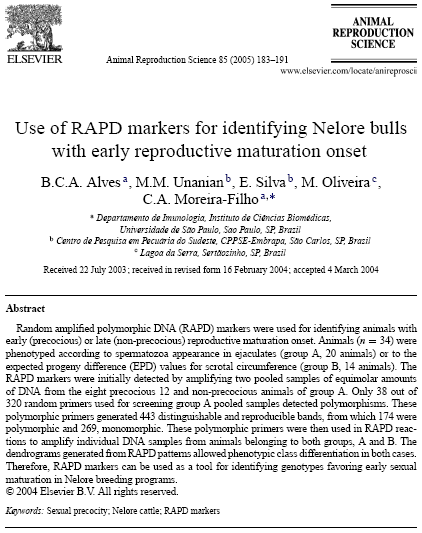 ELSEVIER
Animal Reproduction Science 85 (2005) 183–191
ANIMAL
REPRODUCTION
SCIENCE
www.elsevier.com/locate/anireprosci
Use of RAPD markers for identifying Nelore bulls
with early reproductive maturation onset
B.C.A. Alves a, M.M. Unanian b, E. Silva b, M. Oliveira c,
C.A. Moreira-Filho a,*
a Departamento de Imunologia, Instituto de Ciências Biomédicas,
Universidade de São Paulo, Sao Paulo, SP, Brazil
b Centro de Pesquisa em Pecuária do Sudeste, CPPSE-Embrapa, São Carlos, SP, Brazil
c Lagoa da Serra, Sertãosinho, SP, Brazil
Received 22 July 2003; received in revised form 16 February 2004; accepted 4 March 2004
Abstract
Random amplified polymorphic DNA (RAPD) markers were used for identifying animals with
early (precocious) or late (non-precocious) reproductive maturation onset. Animals (n = 34) were
phenotyped according to spermatozoa appearance in ejaculates (group A, 20 animals) or to the
expected progeny difference (EPD) values for scrotal circumference (group B, 14 animals). The
RAPD markers were initially detected by amplifying two pooled samples of equimolar amounts
of DNA from the eight precocious 12 and non-precocious animals of group A. Only 38 out of
320 random primers used for screening group A pooled samples detected polymorphisms. These
polymorphic primers generated 443 distinguishable and reproducible bands, from which 174 were
polymorphic and 269, monomorphic. These polymorphic primers were then used in RAPD reac-
tions to amplify individual DNA samples from animals belonging to both groups, A and B. The
dendrograms generated from RAPD patterns allowed phenotypic class differentiation in both cases.
Therefore, RAPD markers can be used as a tool for identifying genotypes favoring early sexual
maturation in Nelore breeding programs.
© 2004 Elsevier B.V. All rights reserved.
Keywords: Sexual precocity; Nelore cattle; RAPD markers